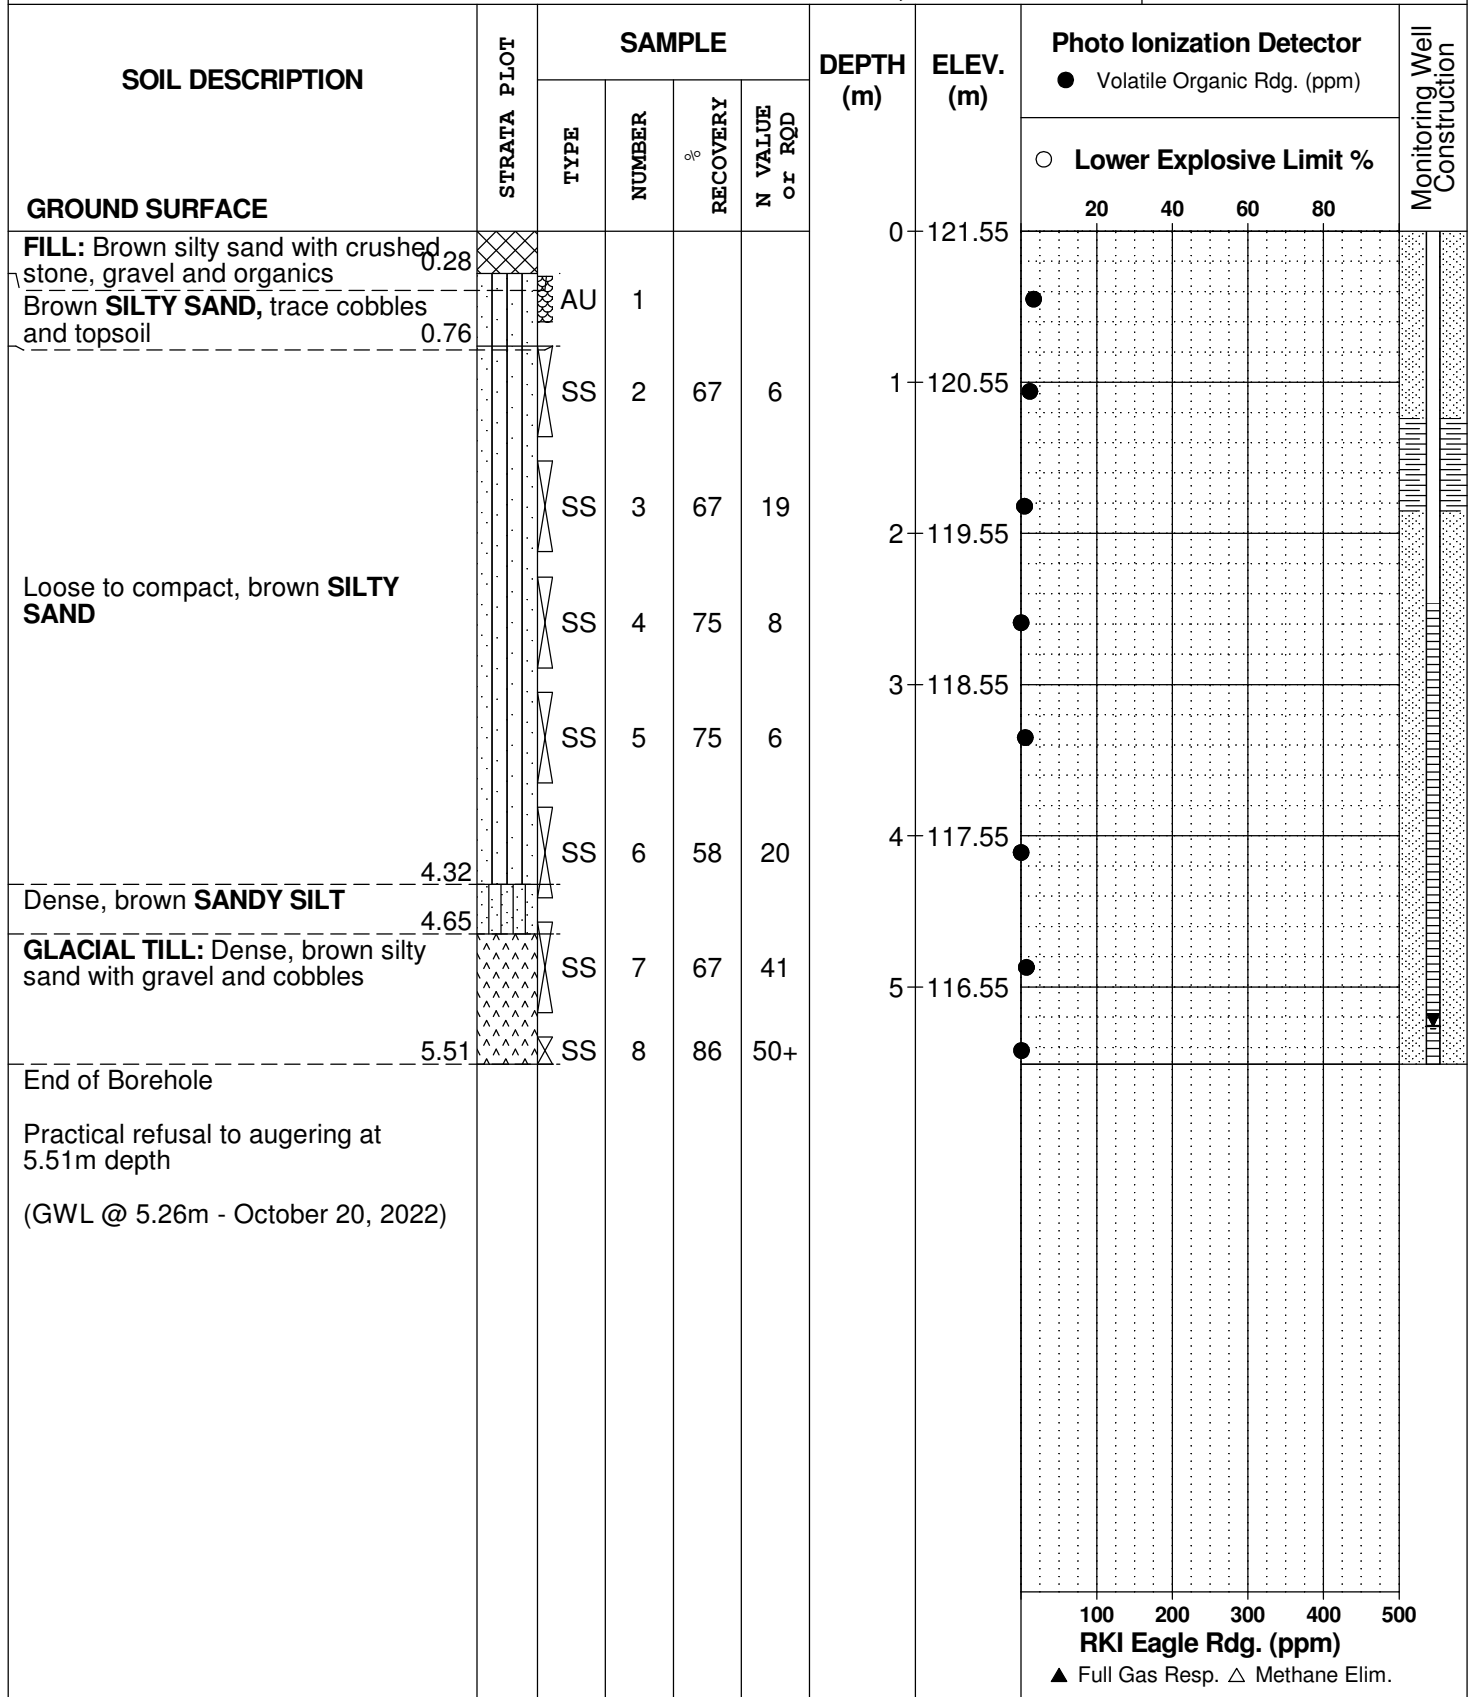 SOIL DESCRIPTION
GROUND SURFACE
STRATA PLOT
SAMPLE
TYPE
NUMBER
%
RECOVERY
N VALUE
or RQD
DEPTH
(m)
ELEV.
(m)
Photo Ionization Detector
● Volatile Organic Rdg. (ppm)
○ Lower Explosive Limit %
20 40 60 80
Monitoring Well
Construction
0 121.55
FILL: Brown silty sand with crushed
0.28
stone, gravel and organics
Brown SILTY SAND, trace cobbles
AU 1
and topsoil 0.76
1 120.55
SS 2 67 6
SS 3 67 19
2 119.55
Loose to compact, brown SILTY
SAND
SS 4 75 8
3 118.55
SS 5 75 6
4 117.55
SS 6 58 20
4.32
Dense, brown SANDY SILT
4.65
GLACIAL TILL: Dense, brown silty
sand with gravel and cobbles
SS 7 67 41
5 116.55
5.51 SS 8 86 50+
End of Borehole
Practical refusal to augering at
5.51m depth
(GWL @ 5.26m - October 20, 2022)
100 200 300 400 500
RKI Eagle Rdg. (ppm)
▲ Full Gas Resp. △ Methane Elim.